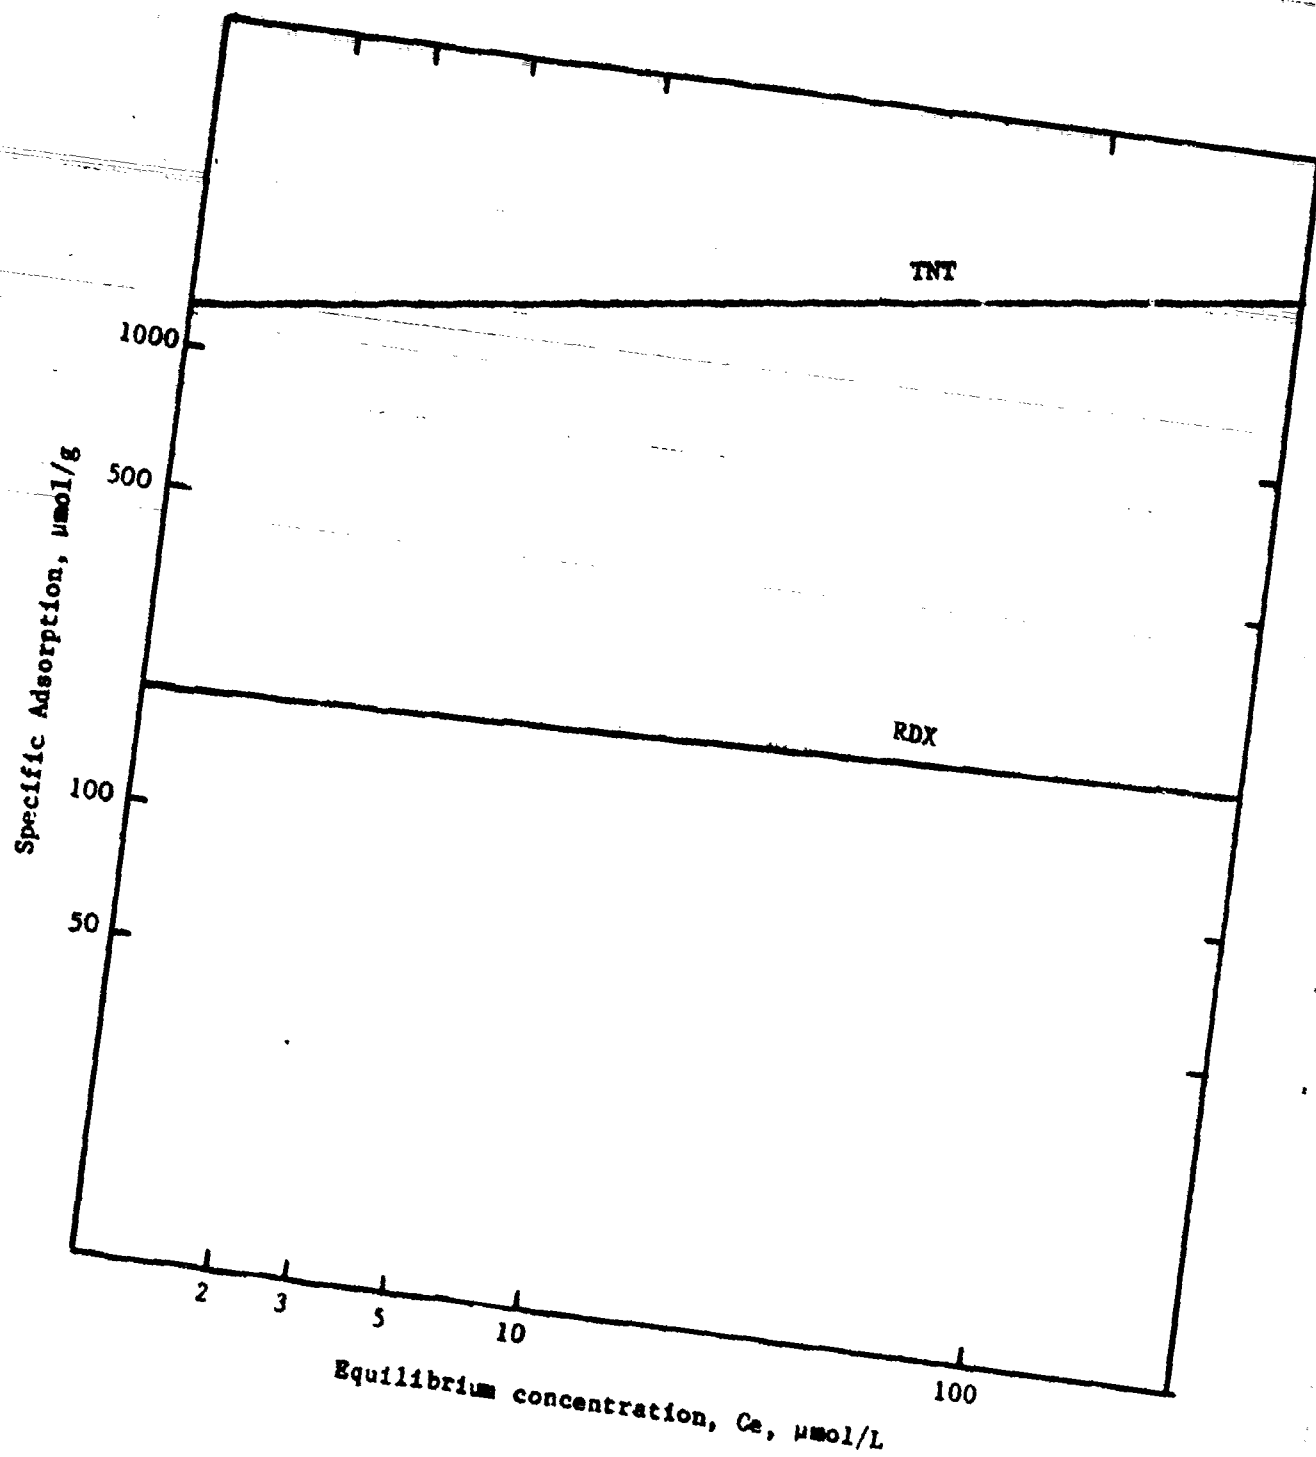 TNT
1000
500
Specific Adsorption, µmol/g
RDX
100
50
2
3
5
10
100
Equilibrium concentration, Ce, µmol/L